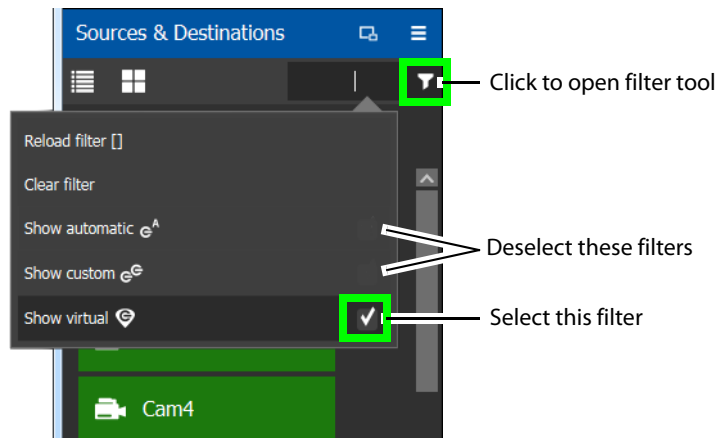 Sources & Destinations
Click to open filter tool
Reload filter []
Clear filter
Show automatic A
Deselect these filters
Show custom
Show virtual
Select this filter
Cam4